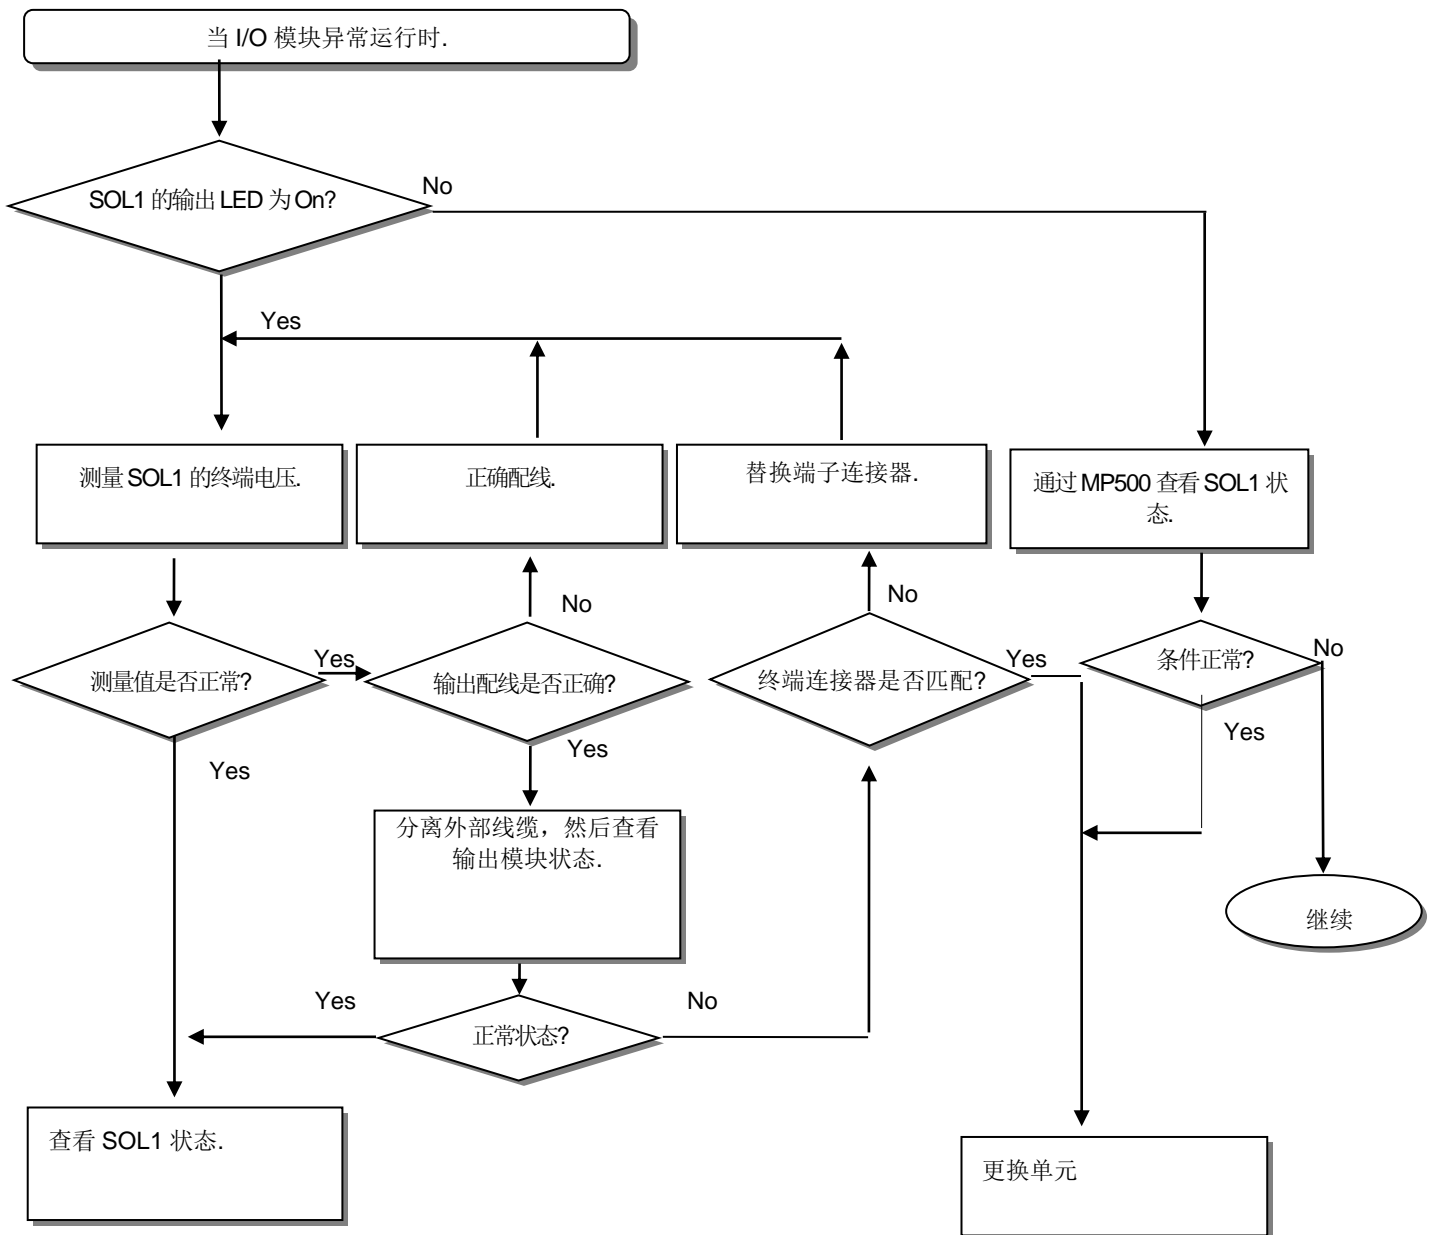 当 I/O 模块异常运行时.
SOL1 的输出 LED 为 On?
No
Yes
测量 SOL1 的终端电压.
正确配线.
替换端子连接器.
通过 MP500 查看 SOL1 状
态.
No
No
测量值是否正常?
Yes
输出配线是否正确?
终端连接器是否匹配?
Yes
条件正常?
No
Yes
Yes
Yes
分离外部线缆，然后查看
输出模块状态.
继续
Yes
正常状态?
No
查看 SOL1 状态.
更换单元